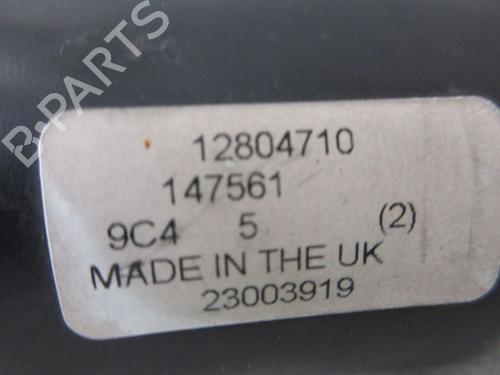 B-PARTS
12804710
147561
9C4 5 (2)
MADE IN THE UK
23003919